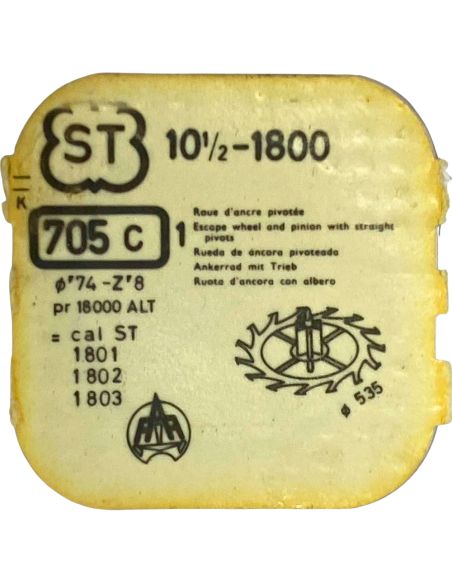 ST 10½-1800
K
705 C 1
Roue d'ancre pivotée
Escape wheel and pinion with straight
pivots
Rueda de áncora pivoteada
Ankerrad mit Trieb
Ruota d'ancora con albero
ø'74 - Z'8
pr 18000 ALT
= cal ST
1801
1802
1803
ø 535